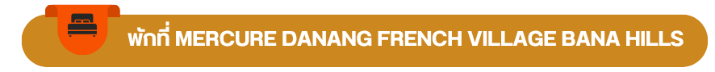 พักที่ MERCURE DANANG FRENCH VILLAGE BANA HILLS